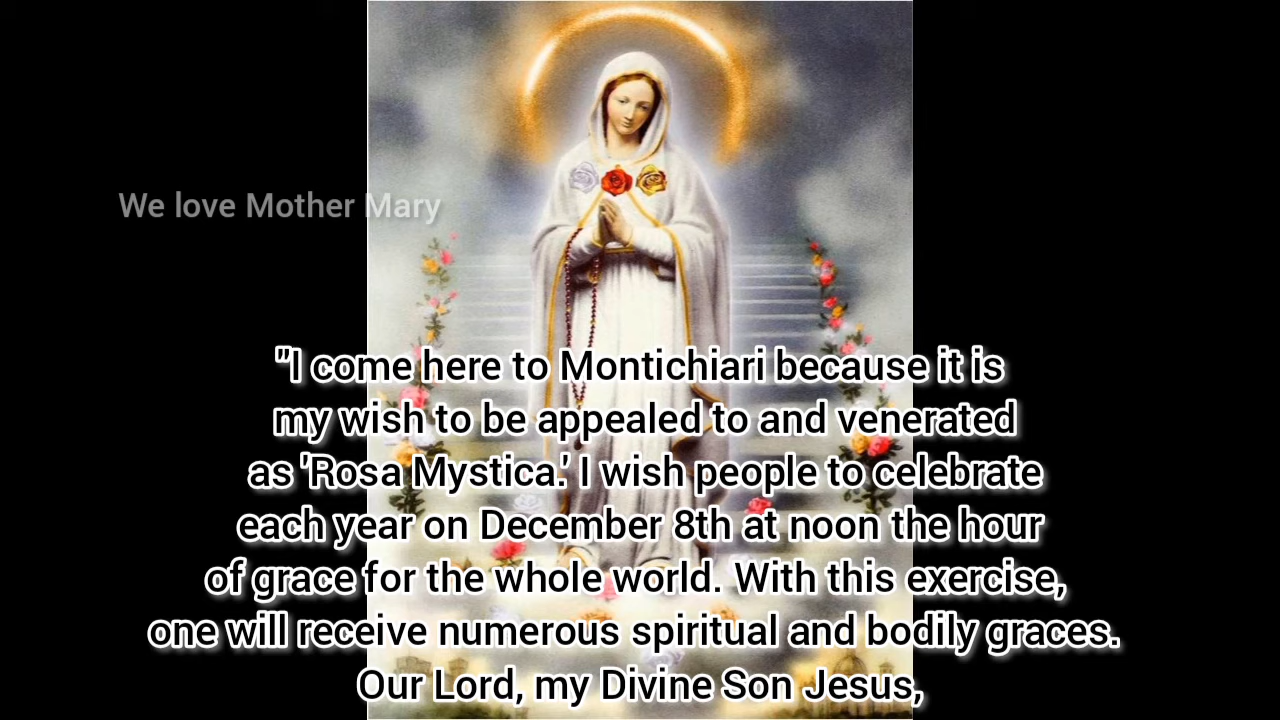 We love Mother Mary
"I come here to Montichiari because it is
my wish to be appealed to and venerated
as 'Rosa Mystica.' I wish people to celebrate
each year on December 8th at noon the hour
of grace for the whole world. With this exercise,
one will receive numerous spiritual and bodily graces.
Our Lord, my Divine Son Jesus,